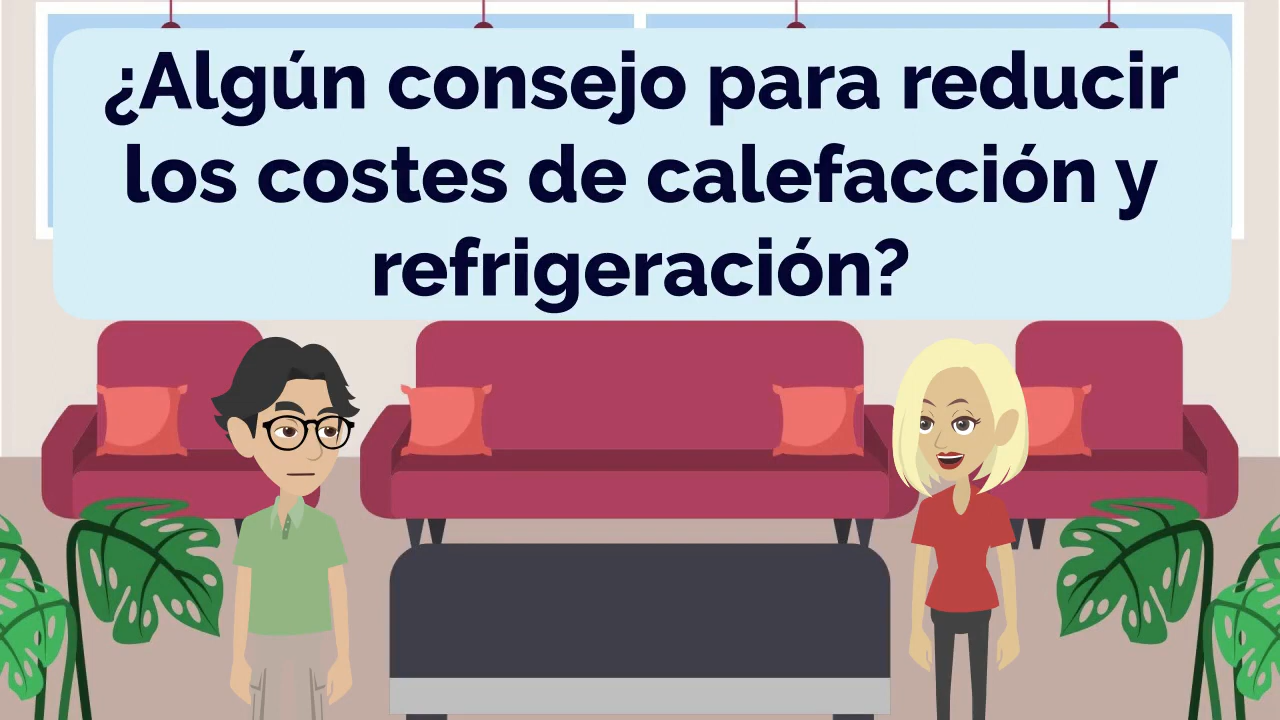 ¿Algún consejo para reducir
los costes de calefacción y
refrigeración?